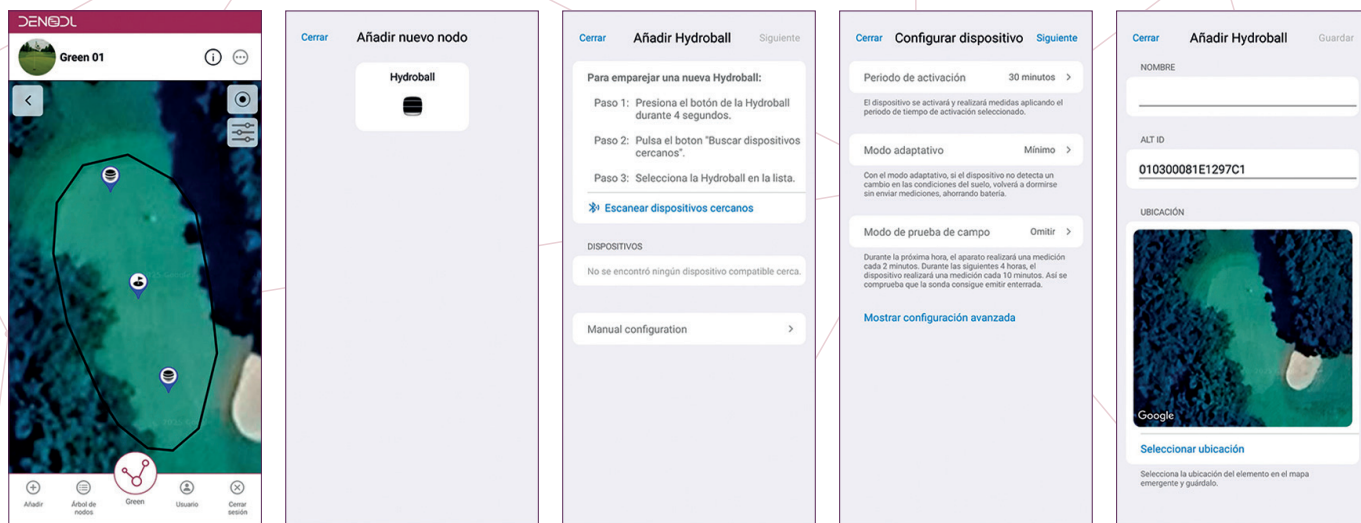 DENODL
Green 01
Añadir
Árbol de
nodos
Green
Usuario
Cerrar
sesión
Cerrar
Añadir nuevo nodo
Hydroball
Cerrar
Añadir Hydroball
Siguiente
Para emparejar una nueva Hydroball:
Paso 1: Presiona el botón de la Hydroball
durante 4 segundos.
Paso 2: Pulsa el boton "Buscar dispositivos
cercanos".
Paso 3: Selecciona la Hydroball en la lista.
Escanear dispositivos cercanos
DISPOSITIVOS
No se encontró ningún dispositivo compatible cerca.
Manual configuration
Cerrar
Configurar dispositivo
Siguiente
Periodo de activación 30 minutos
El dispositivo se activará y realizará medidas aplicando el
periodo de tiempo de activación seleccionado.
Modo adaptativo Mínimo
Con el modo adaptativo, si el dispositivo no detecta un
cambio en las condiciones del suelo, volverá a dormirse
sin enviar mediciones, ahorrando batería.
Modo de prueba de campo Omitir
Durante la próxima hora, el aparato realizará una medición
cada 2 minutos. Durante las siguientes 4 horas, el
dispositivo realizará una medición cada 10 minutos. Así se
comprueba que la sonda consigue emitir enterrada.
Mostrar configuración avanzada
Cerrar
Añadir Hydroball
Guardar
NOMBRE
ALT ID
010300081E1297C1
UBICACIÓN
Google
Seleccionar ubicación
Selecciona la ubicación del elemento en el mapa
emergente y guárdalo.